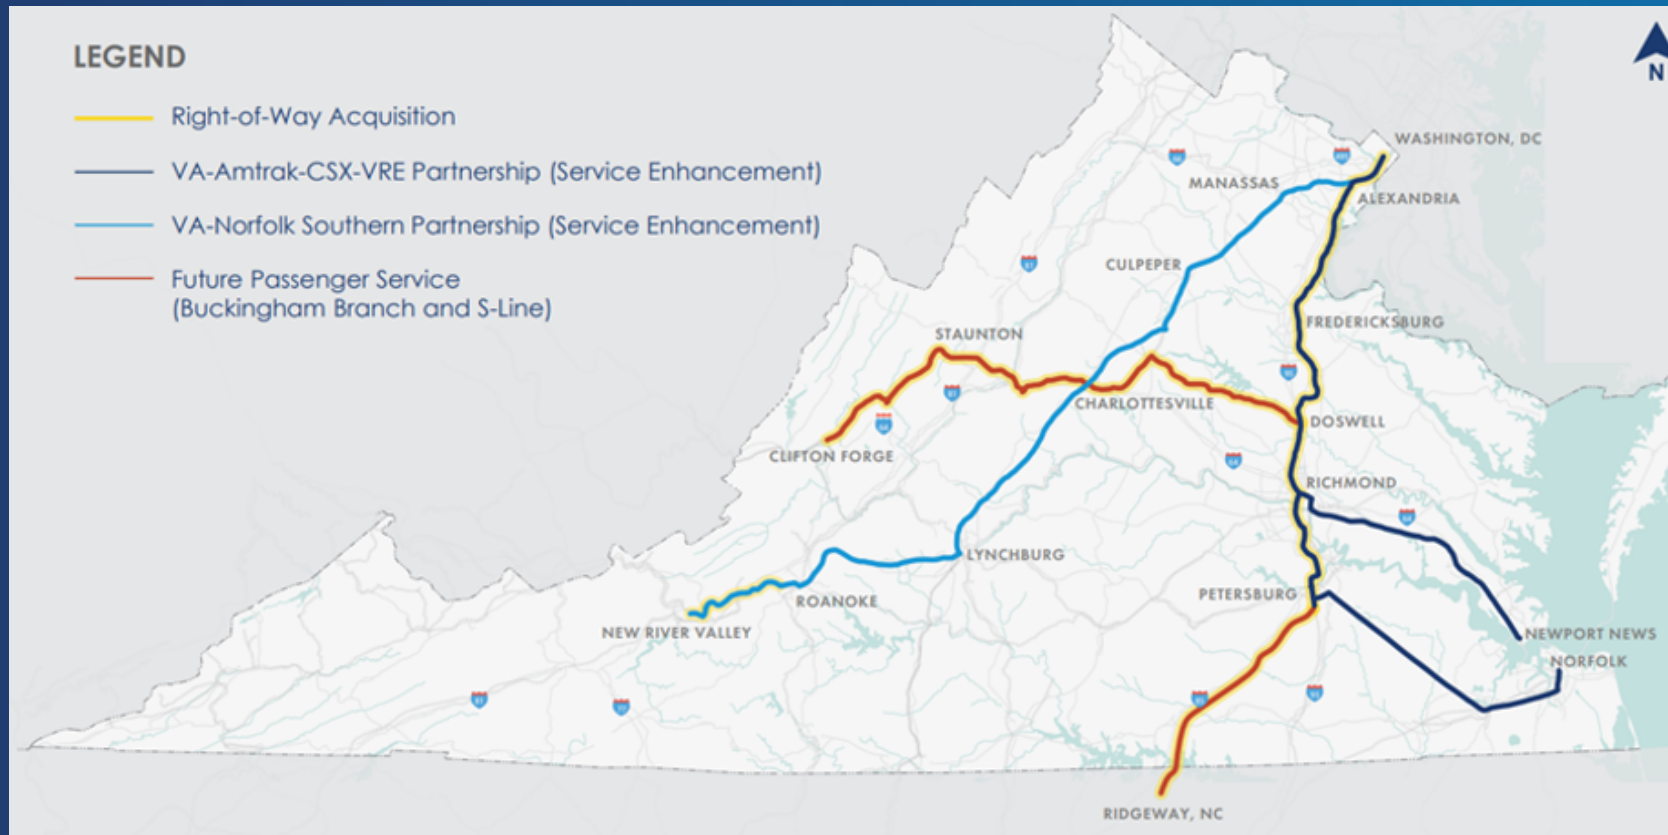 LEGEND
Right-of-Way Acquisition
VA-Amtrak-CSX-VRE Partnership (Service Enhancement)
VA-Norfolk Southern Partnership (Service Enhancement)
Future Passenger Service
(Buckingham Branch and S-Line)
N
WASHINGTON, DC
MANASSAS
ALEXANDRIA
CULPEPER
FREDERICKSBURG
STAUNTON
CHARLOTTESVILLE
DOSWELL
CLIFTON FORGE
RICHMOND
LYNCHBURG
PETERSBURG
ROANOKE
NEW RIVER VALLEY
NEWPORT NEWS
NORFOLK
RIDGEWAY, NC